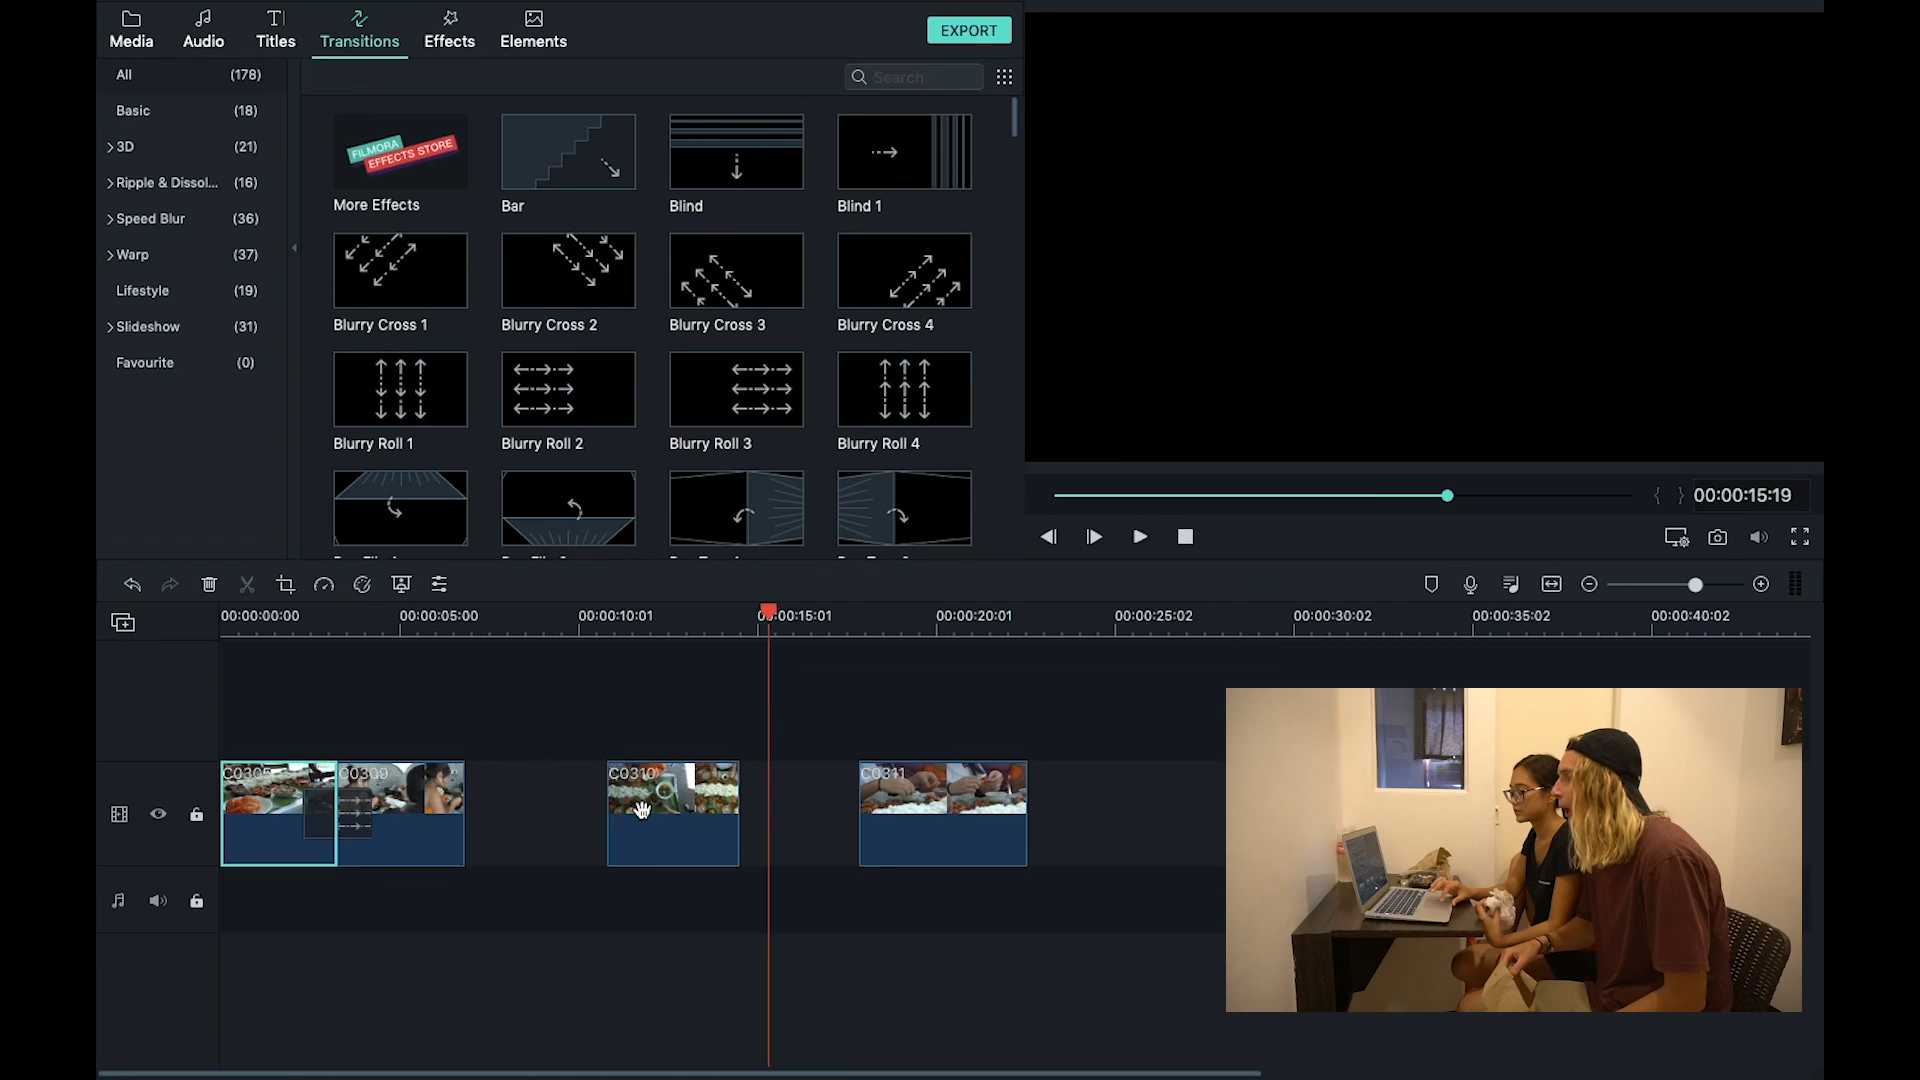 Media Audio Titles Transitions Effects Elements EXPORT
All (178)
Search
Basic (18)
3D (21)
Ripple & Dissol... (16)
Speed Blur (36)
Warp (37)
Lifestyle (19)
Slideshow (31)
Favourite (0)
FILMORA
EFFECTS STORE
More Effects Bar Blind Blind 1
Blurry Cross 1 Blurry Cross 2 Blurry Cross 3 Blurry Cross 4
Blurry Roll 1 Blurry Roll 2 Blurry Roll 3 Blurry Roll 4
{ } 00:00:15:19
00:00:00:00 00:00:05:00 00:00:10:01 00:00:15:01 00:00:20:01 00:00:25:02 00:00:30:02 00:00:35:02 00:00:40:02
C0305 C0309 C0310 C0311